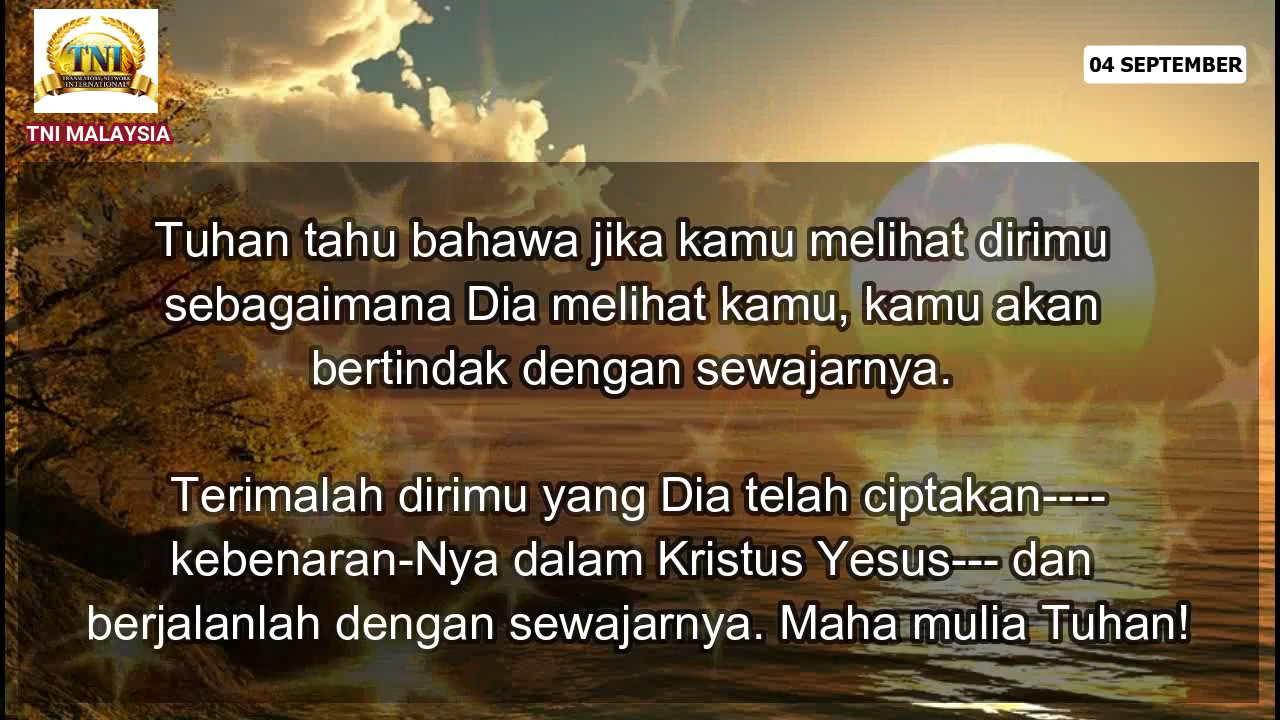 TNI
TRANSLATORS NETWORK
INTERNATIONAL
TNI MALAYSIA
04 SEPTEMBER
Tuhan tahu bahawa jika kamu melihat dirimu
sebagaimana Dia melihat kamu, kamu akan
bertindak dengan sewajarnya.
Terimalah dirimu yang Dia telah ciptakan----
kebenaran-Nya dalam Kristus Yesus--- dan
berjalanlah dengan sewajarnya. Maha mulia Tuhan!